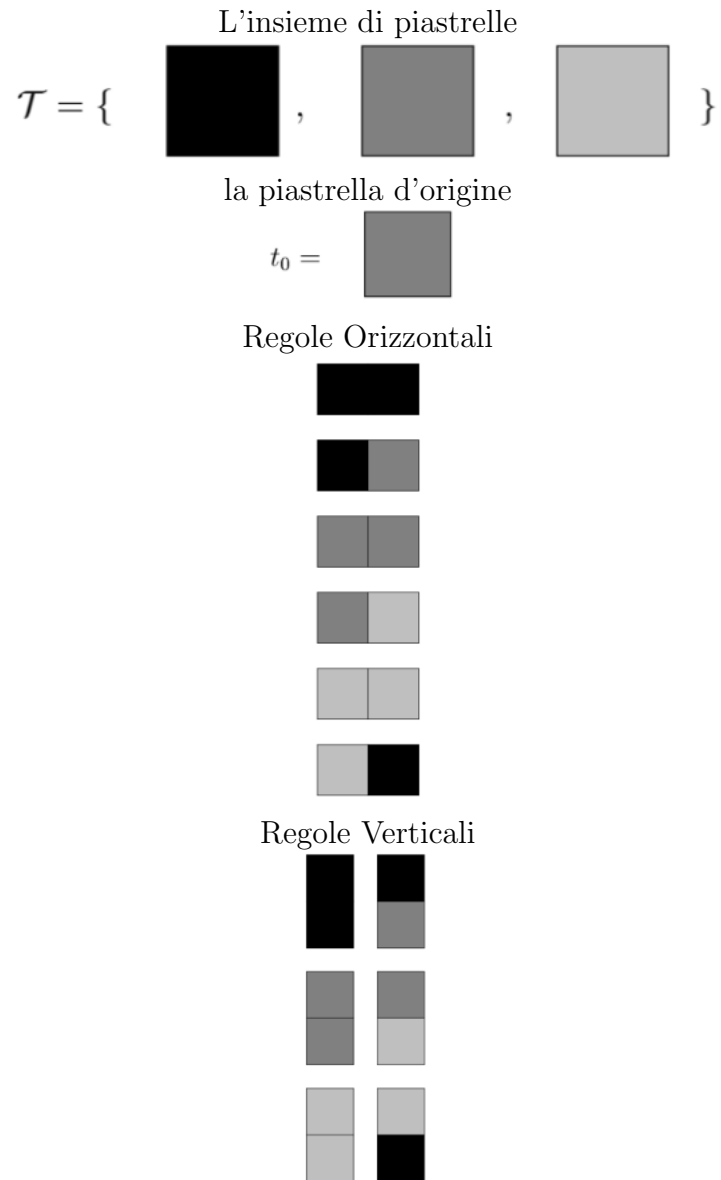 L'insieme di piastrelle
𝒯 = { , , }
la piastrella d'origine
t₀ =
Regole Orizzontali
Regole Verticali